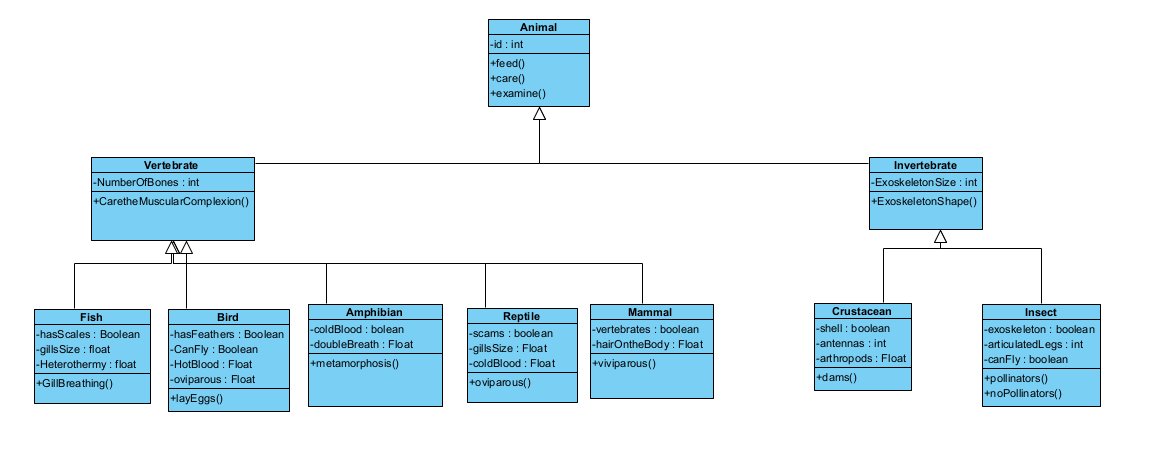 Animal
-id : int
+feed()
+care()
+examine()
Vertebrate
-NumberOfBones : int
+CaretheMuscularComplexion()
Invertebrate
-ExoskeletonSize : int
+ExoskeletonShape()
Fish
-hasScales : Boolean
-gillsSize : float
-Heterothermy : float
+GillBreathing()
Bird
-hasFeathers : Boolean
-CanFly : Boolean
-HotBlood : Float
-oviparous : Float
+layEggs()
Amphibian
-coldBlood : bolean
-doubleBreath : Float
+metamorphosis()
Reptile
-scams : boolean
-gillsSize : Float
-coldBlood : Float
+oviparous()
Mammal
-vertebrates : boolean
-hairOntheBody : Float
+viviparous()
Crustacean
-shell : boolean
-antennas : int
-arthropods : Float
+dams()
Insect
-exoskeleton : boolean
-articulatedLegs : int
-canFly : boolean
+pollinators()
+noPollinators()